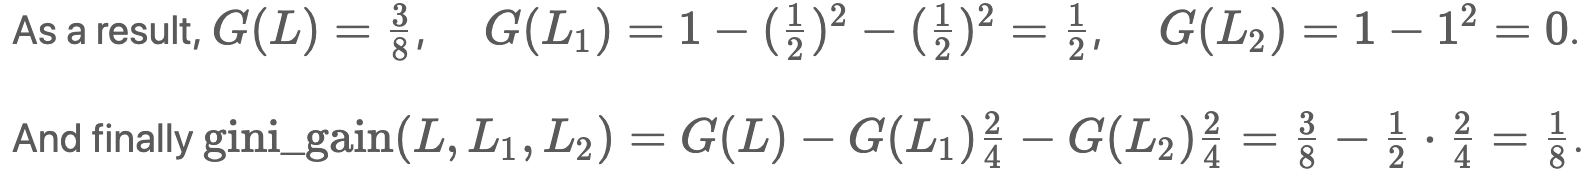 As a result, G(L) = 3/8, G(L₁) = 1 − (1/2)² − (1/2)² = 1/2, G(L₂) = 1 − 1² = 0.
And finally gini_gain(L, L₁, L₂) = G(L) − G(L₁)2/4 − G(L₂)2/4 = 3/8 − 1/2 · 2/4 = 1/8.